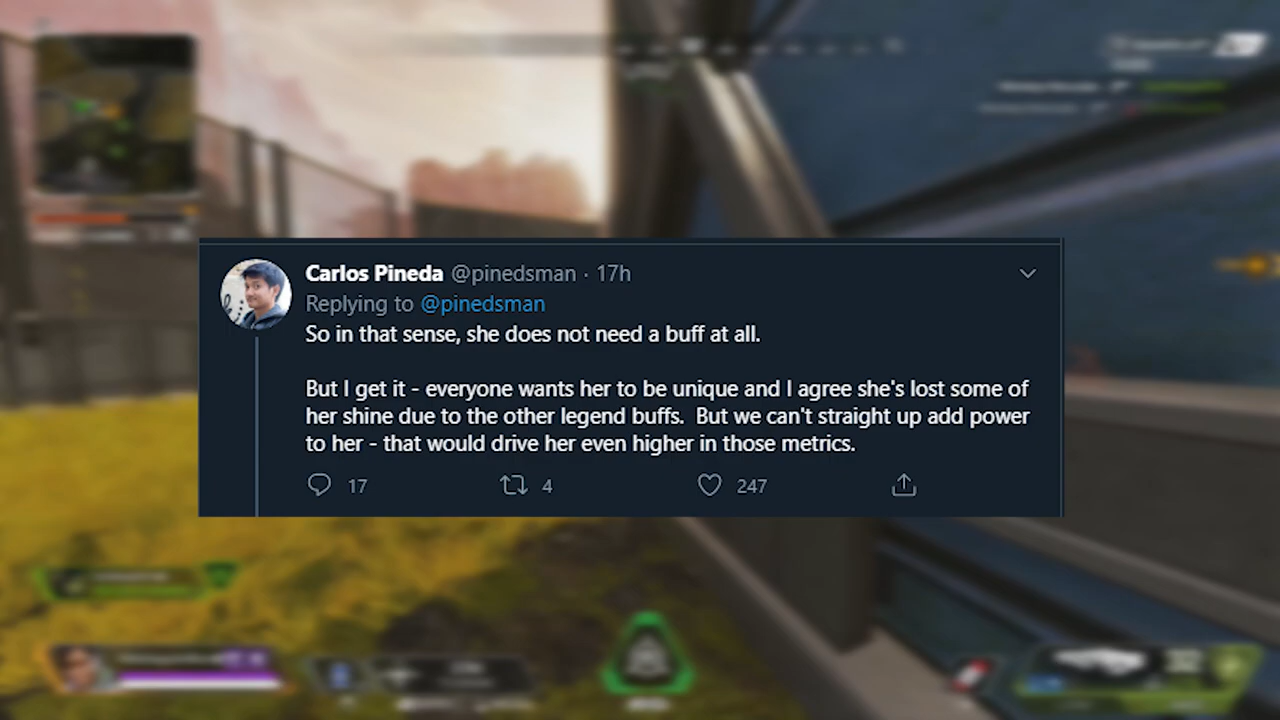 Carlos Pineda @pinedsman · 17h
Replying to @pinedsman
So in that sense, she does not need a buff at all.
But I get it - everyone wants her to be unique and I agree she's lost some of
her shine due to the other legend buffs. But we can't straight up add power
to her - that would drive her even higher in those metrics.
17 4 247